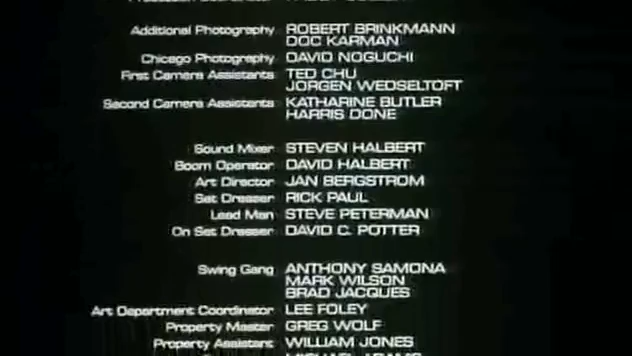 Additional Photography ROBERT BRINKMANN
DOC KARMAN
Chicago Photography DAVID NOGUCHI
First Camera Assistants TED CHU
JORGEN WEDSELTOFT
Second Camera Assistants KATHARINE BUTLER
HARRIS DONE
Sound Mixer STEVEN HALBERT
Boom Operator DAVID HALBERT
Art Director JAN BERGSTROM
Set Dresser RICK PAUL
Lead Man STEVE PETERMAN
On Set Dresser DAVID C. POTTER
Swing Gang ANTHONY SAMONA
MARK WILSON
BRAD JACQUES
Art Department Coordinator LEE FOLEY
Property Master GREG WOLF
Property Assistant WILLIAM JONES